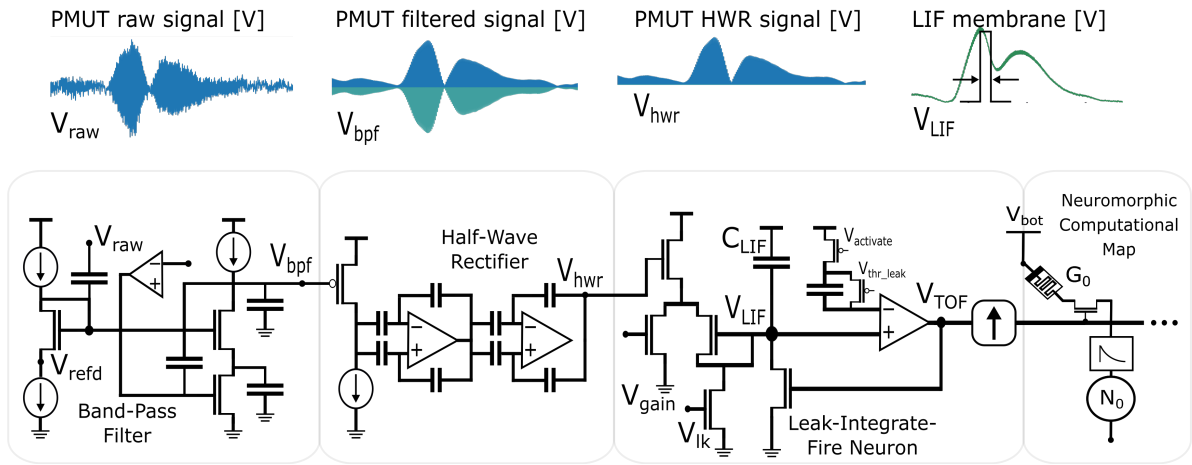 PMUT raw signal [V]
PMUT filtered signal [V]
PMUT HWR signal [V]
LIF membrane [V]
Vraw
Vbpf
Vhwr
VLIF
Vraw
Vrefd
Band-Pass
Filter
Vbpf
Half-Wave
Rectifier
Vhwr
CLIF
VLIF
Vgain
Vlk
Vactivate
Vthr_leak
VTOF
Leak-Integrate-
Fire Neuron
Neuromorphic
Computational
Map
Vbot
G0
N0